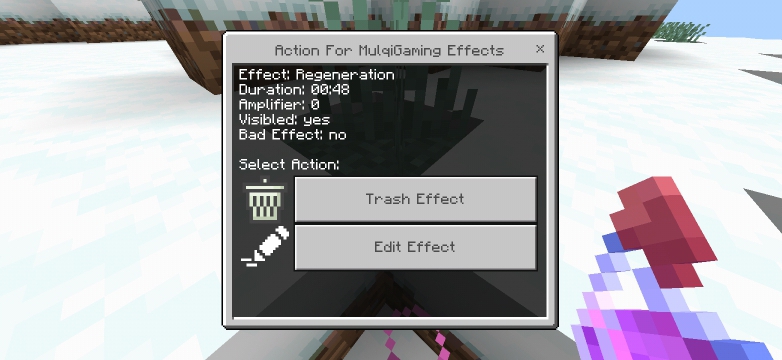 Action For MulqiGaming Effects
Effect: Regeneration
Duration: 00:48
Amplifier: 0
Visibled: yes
Bad Effect: no
Select Action:
Trash Effect
Edit Effect